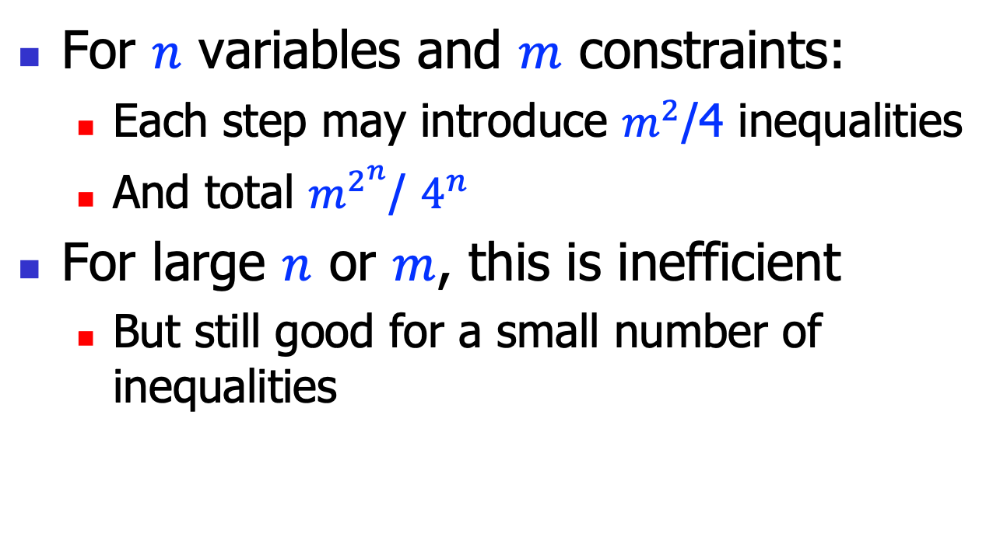 For n variables and m constraints:
Each step may introduce m²/4 inequalities
And total m^{2^n}/ 4^n
For large n or m, this is inefficient
But still good for a small number of
inequalities